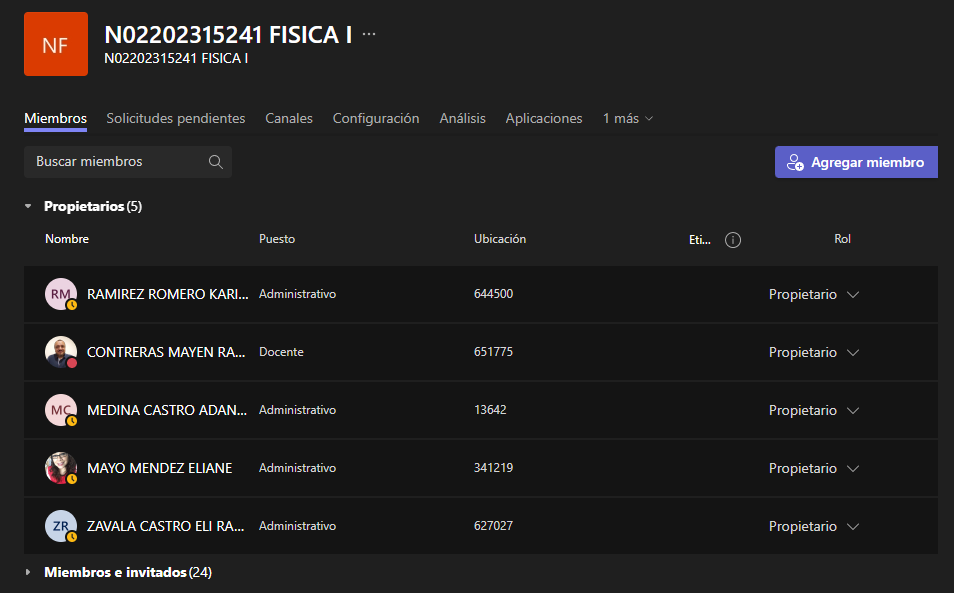 NF
N02202315241 FISICA I ...
N02202315241 FISICA I
Miembros Solicitudes pendientes Canales Configuración Análisis Aplicaciones 1 más
Buscar miembros
Agregar miembro
Propietarios (5)
Nombre Puesto Ubicación Eti... Rol
RM RAMIREZ ROMERO KARI... Administrativo 644500 Propietario
CONTRERAS MAYEN RA... Docente 651775 Propietario
MC MEDINA CASTRO ADAN... Administrativo 13642 Propietario
MAYO MENDEZ ELIANE Administrativo 341219 Propietario
ZR ZAVALA CASTRO ELI RA... Administrativo 627027 Propietario
Miembros e invitados (24)